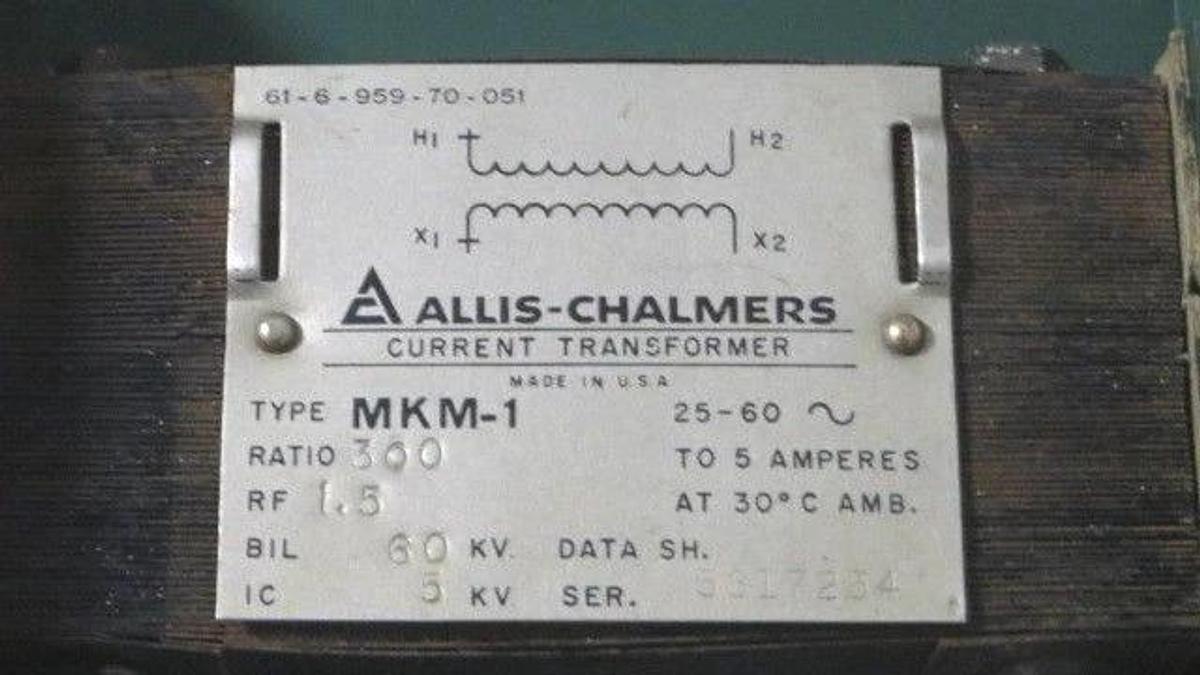 61-6-959-70-051
H1 H2
X1 X2
ALLIS-CHALMERS
CURRENT TRANSFORMER
MADE IN U.S.A
TYPE MKM-1 25-60 ~
RATIO 300 TO 5 AMPERES
RF 1.5 AT 30°C AMB.
BIL 60 KV. DATA SH.
IC 5 KV SER.